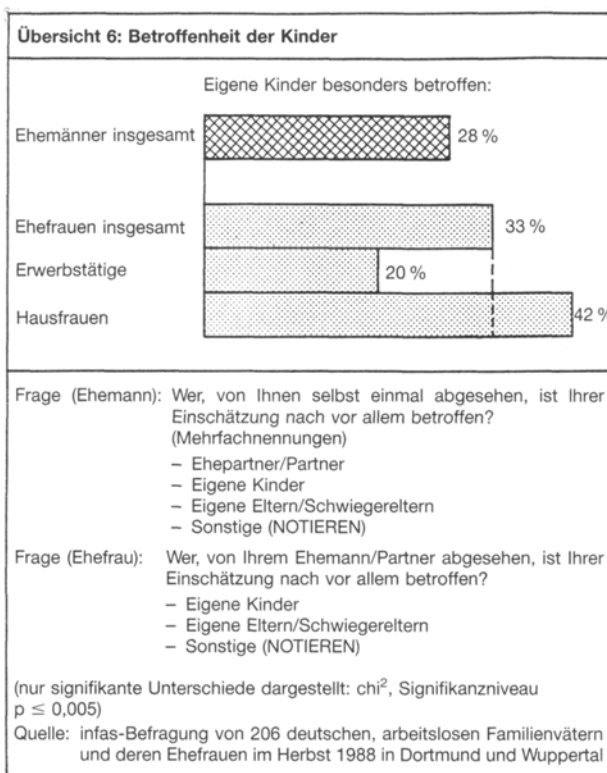 Übersicht 6: Betroffenheit der Kinder
Eigene Kinder besonders betroffen:
Ehemänner insgesamt 28 %
Ehefrauen insgesamt 33 %
Erwerbstätige 20 %
Hausfrauen 42 %
Frage (Ehemann): Wer, von Ihnen selbst einmal abgesehen, ist Ihrer
Einschätzung nach vor allem betroffen?
(Mehrfachnennungen)
– Ehepartner/Partner
– Eigene Kinder
– Eigene Eltern/Schwiegereltern
– Sonstige (NOTIEREN)
Frage (Ehefrau): Wer, von Ihrem Ehemann/Partner abgesehen, ist Ihrer
Einschätzung nach vor allem betroffen?
– Eigene Kinder
– Eigene Eltern/Schwiegereltern
– Sonstige (NOTIEREN)
(nur signifikante Unterschiede dargestellt: chi², Signifikanzniveau
p ≤ 0,005)
Quelle: infas-Befragung von 206 deutschen, arbeitslosen Familienvätern
und deren Ehefrauen im Herbst 1988 in Dortmund und Wuppertal